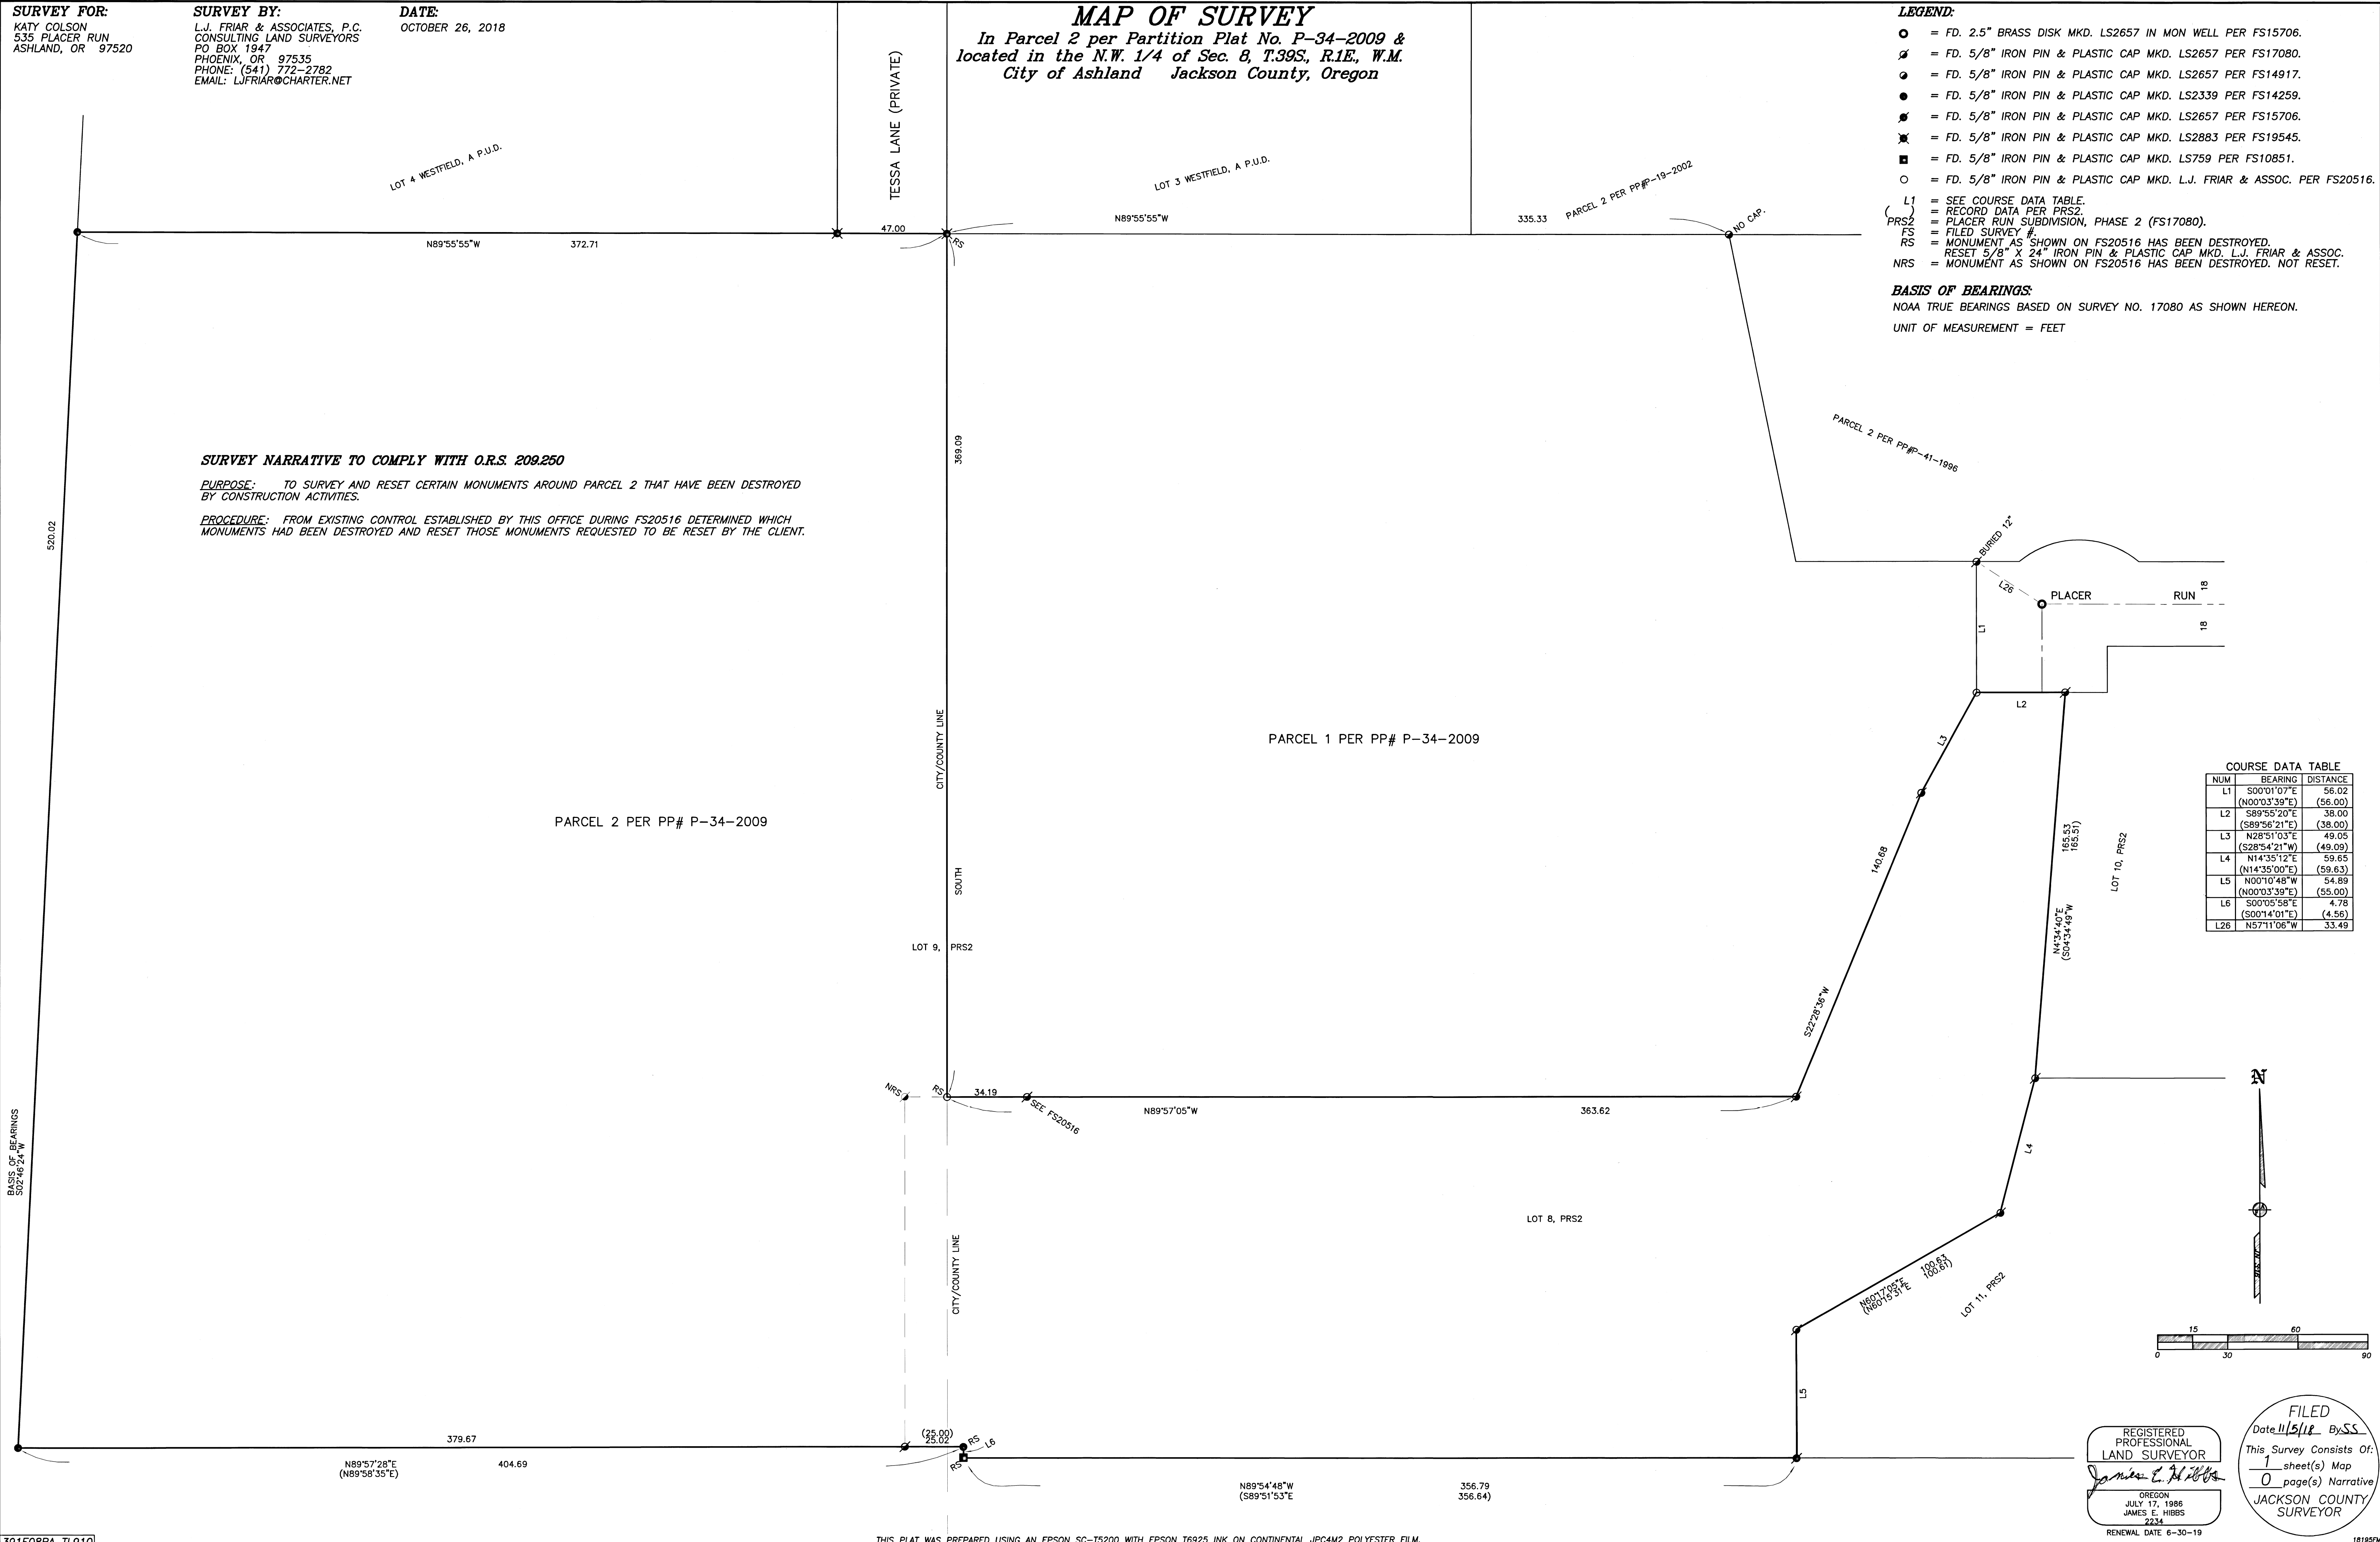 SURVEY FOR:
KATY COLSON
535 PLACER RUN
ASHLAND, OR 97520
SURVEY BY:
L.J. FRIAR & ASSOCIATES, P.C.
CONSULTING LAND SURVEYORS
PO BOX 1947
PHOENIX, OR 97535
PHONE: (541) 772-2782
EMAIL: LJFRIAR@CHARTER.NET
DATE:
OCTOBER 26, 2018
MAP OF SURVEY
In Parcel 2 per Partition Plat No. P-34-2009 &
located in the N.W. 1/4 of Sec. 8, T.39S., R.1E., W.M.
City of Ashland Jackson County, Oregon
LEGEND:
= FD. 2.5" BRASS DISK MKD. LS2657 IN MON WELL PER FS15706.
= FD. 5/8" IRON PIN & PLASTIC CAP MKD. LS2657 PER FS17080.
= FD. 5/8" IRON PIN & PLASTIC CAP MKD. LS2657 PER FS14917.
= FD. 5/8" IRON PIN & PLASTIC CAP MKD. LS2339 PER FS14259.
= FD. 5/8" IRON PIN & PLASTIC CAP MKD. LS2657 PER FS15706.
= FD. 5/8" IRON PIN & PLASTIC CAP MKD. LS2883 PER FS19545.
= FD. 5/8" IRON PIN & PLASTIC CAP MKD. LS759 PER FS10851.
= FD. 5/8" IRON PIN & PLASTIC CAP MKD. L.J. FRIAR & ASSOC. PER FS20516.
L1 = SEE COURSE DATA TABLE.
( ) = RECORD DATA PER PRS2.
PRS2 = PLACER RUN SUBDIVISION, PHASE 2 (FS17080).
FS = FILED SURVEY #.
RS = MONUMENT AS SHOWN ON FS20516 HAS BEEN DESTROYED.
RESET 5/8" X 24" IRON PIN & PLASTIC CAP MKD. L.J. FRIAR & ASSOC.
NRS = MONUMENT AS SHOWN ON FS20516 HAS BEEN DESTROYED. NOT RESET.
BASIS OF BEARINGS:
NOAA TRUE BEARINGS BASED ON SURVEY NO. 17080 AS SHOWN HEREON.
UNIT OF MEASUREMENT = FEET
LOT 4 WESTFIELD, A P.U.D.
TESSA LANE (PRIVATE)
LOT 3 WESTFIELD, A P.U.D.
PARCEL 2 PER PP#P-19-2002
NO CAP.
N89°55'55"W 372.71
47.00
RS
N89°55'55"W
335.33
369.09
PARCEL 2 PER PP#P-41-1996
SURVEY NARRATIVE TO COMPLY WITH O.R.S. 209.250
PURPOSE: TO SURVEY AND RESET CERTAIN MONUMENTS AROUND PARCEL 2 THAT HAVE BEEN DESTROYED
BY CONSTRUCTION ACTIVITIES.
PROCEDURE: FROM EXISTING CONTROL ESTABLISHED BY THIS OFFICE DURING FS20516 DETERMINED WHICH
MONUMENTS HAD BEEN DESTROYED AND RESET THOSE MONUMENTS REQUESTED TO BE RESET BY THE CLIENT.
520.02
BURIED 12"
L26
PLACER RUN
18
18
L1
L2
L3
CITY/COUNTY LINE
PARCEL 1 PER PP# P-34-2009
PARCEL 2 PER PP# P-34-2009
SOUTH
LOT 9, PRS2
140.68
S22°28'36"W
165.53
165.51)
N4°34'40"E
(S04°34'49"W
LOT 10, PRS2
COURSE DATA TABLE
NUM BEARING DISTANCE
L1 S00°01'07"E 56.02
(N00°03'39"E) (56.00)
L2 S89°55'20"E 38.00
(S89°56'21"E) (38.00)
L3 N28°51'03"E 49.05
(S28°54'21"W) (49.09)
L4 N14°35'12"E 59.65
(N14°35'00"E) (59.63)
L5 N00°10'48"W 54.89
(N00°03'39"E) (55.00)
L6 S00°05'58"E 4.78
(S00°14'01"E) (4.56)
L26 N57°11'06"W 33.49
NRS
RS
34.19
SEE FS20516
N89°57'05"W
363.62
BASIS OF BEARINGS
S02°46'24"W
L4
LOT 8, PRS2
CITY/COUNTY LINE
N60°17'05"E 100.63
(N60°15'31"E 100.61)
LOT 11, PRS2
L5
N
15 60
0 30 90
379.67
(25.00)
25.02
RS
L6
RS
N89°57'28"E 404.69
(N89°58'35"E)
N89°54'48"W 356.79
(S89°51'53"E 356.64)
REGISTERED
PROFESSIONAL
LAND SURVEYOR
James E. Hibbs
OREGON
JULY 17, 1986
JAMES E. HIBBS
2234
RENEWAL DATE 6-30-19
FILED
Date 11/5/18 By SS
This Survey Consists Of:
1 sheet(s) Map
0 page(s) Narrative
JACKSON COUNTY
SURVEYOR
THIS PLAT WAS PREPARED USING AN EPSON SC-T5200 WITH EPSON T6925 INK ON CONTINENTAL JPC4M2 POLYESTER FILM.